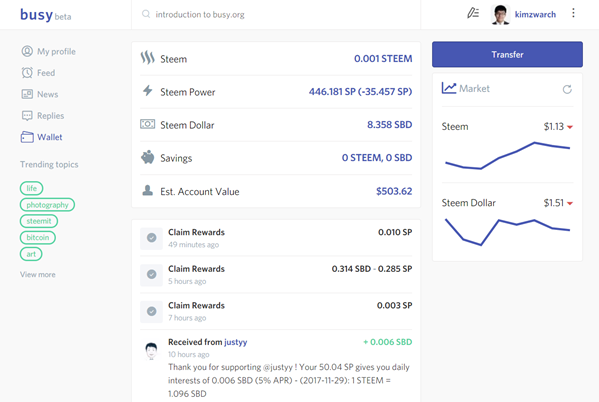 busy beta
introduction to busy.org
kimzwarch
My profile
Feed
News
Replies
Wallet
Trending topics
life
photography
steemit
bitcoin
art
View more
Steem 0.001 STEEM
Steem Power 446.181 SP (-35.457 SP)
Steem Dollar 8.358 SBD
Savings 0 STEEM, 0 SBD
Est. Account Value $503.62
Claim Rewards 0.010 SP
49 minutes ago
Claim Rewards 0.314 SBD - 0.285 SP
5 hours ago
Claim Rewards 0.003 SP
7 hours ago
Received from justyy + 0.006 SBD
10 hours ago
Thank you for supporting @justyy ! Your 50.04 SP gives you daily
interests of 0.006 SBD (5% APR) - (2017-11-29): 1 STEEM =
1.096 SBD
Transfer
Market
Steem $1.13
Steem Dollar $1.51